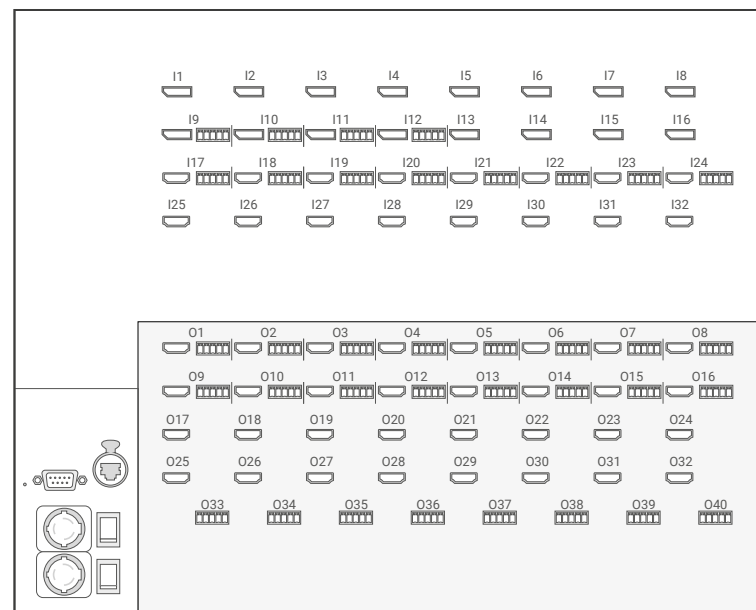 I1 I2 I3 I4 I5 I6 I7 I8
I9 I10 I11 I12 I13 I14 I15 I16
I17 I18 I19 I20 I21 I22 I23 I24
I25 I26 I27 I28 I29 I30 I31 I32
O1 O2 O3 O4 O5 O6 O7 O8
O9 O10 O11 O12 O13 O14 O15 O16
O17 O18 O19 O20 O21 O22 O23 O24
O25 O26 O27 O28 O29 O30 O31 O32
O33 O34 O35 O36 O37 O38 O39 O40